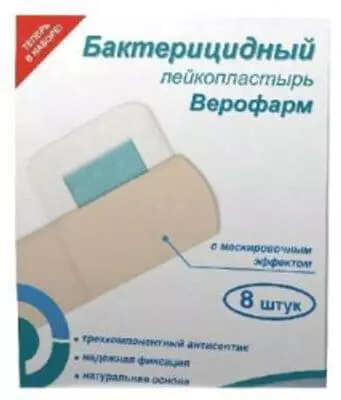 ТЕПЕРЬ
В НАБОРЕ!
Бактерицидный
лейкопластырь
Верофарм
с маскировочным
эффектом
8 штук
• трехкомпонентный антисептик
• надежная фиксация
• натуральная основа